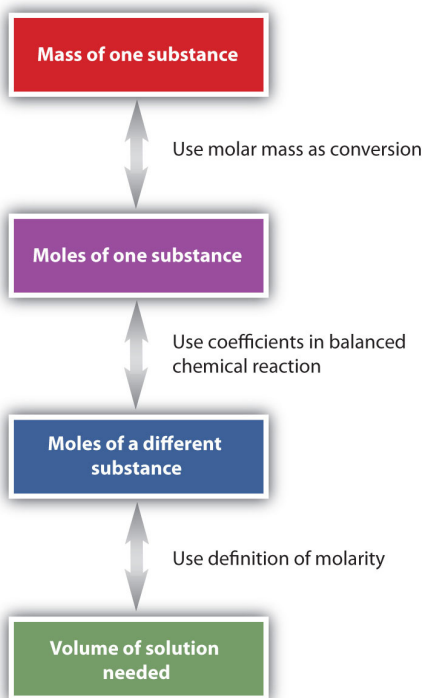 Mass of one substance
Use molar mass as conversion
Moles of one substance
Use coefficients in balanced
chemical reaction
Moles of a different
substance
Use definition of molarity
Volume of solution
needed